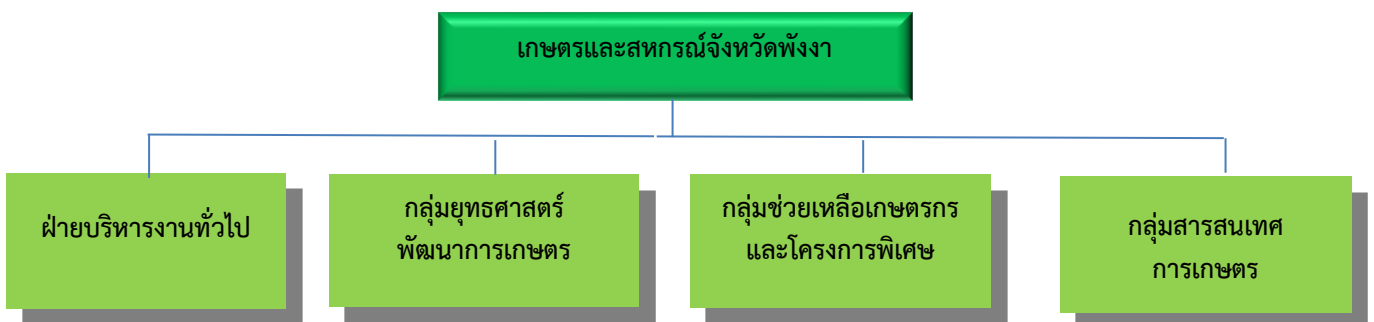 เกษตรและสหกรณ์จังหวัดพังงา
ฝ่ายบริหารงานทั่วไป
กลุ่มยุทธศาสตร์
พัฒนาการเกษตร
กลุ่มช่วยเหลือเกษตรกร
และโครงการพิเศษ
กลุ่มสารสนเทศ
การเกษตร